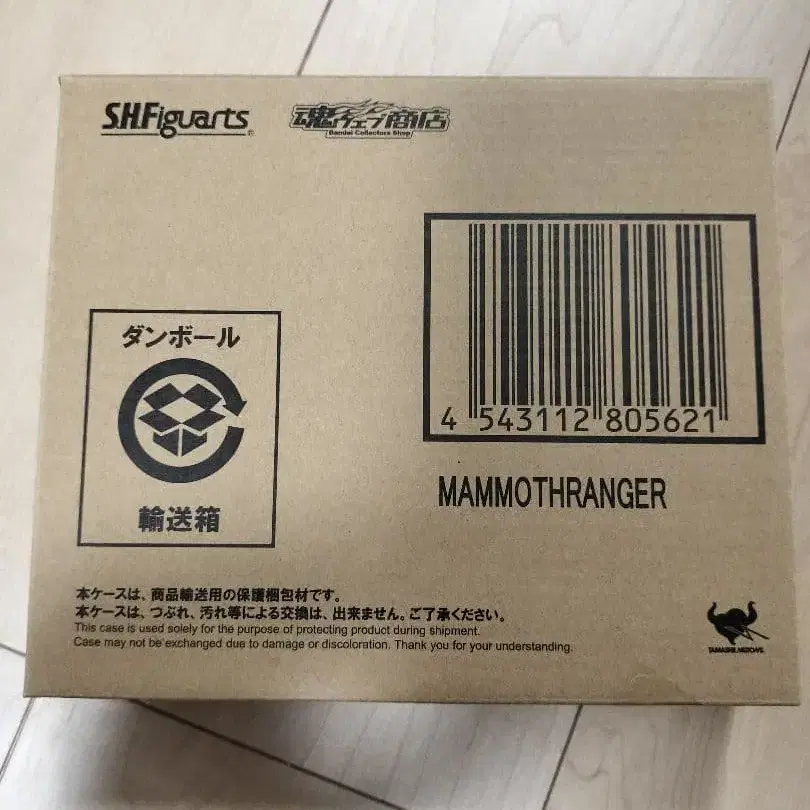 S.H.Figuarts ®
魂ウェブ商店
Bandai Collectors Shop
4 543112 805621
MAMMOTHRANGER
ダンボール
輸送箱
本ケースは、商品輸送用の保護梱包材です。
本ケースは、つぶれ、汚れ等による交換は、出来ません。ご了承ください。
This case is used solely for the purpose of protecting product during shipment.
Case may not be exchanged due to damage or discoloration. Thank you for your understanding.
TAMASHII NATIONS